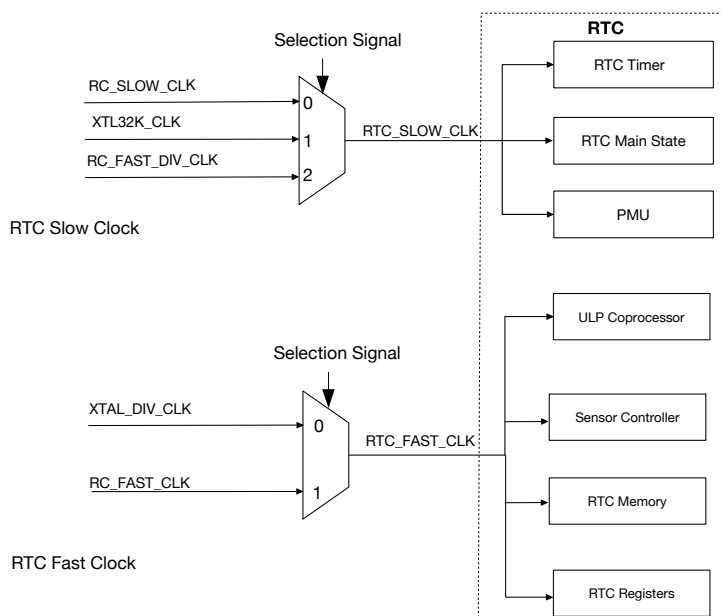 RTC
Selection Signal
RTC Timer
RC_SLOW_CLK
0
XTL32K_CLK
1
RTC_SLOW_CLK
RTC Main State
RC_FAST_DIV_CLK
2
PMU
RTC Slow Clock
ULP Coprocessor
Selection Signal
XTAL_DIV_CLK
0
Sensor Controller
RTC_FAST_CLK
RC_FAST_CLK
1
RTC Memory
RTC Fast Clock
RTC Registers